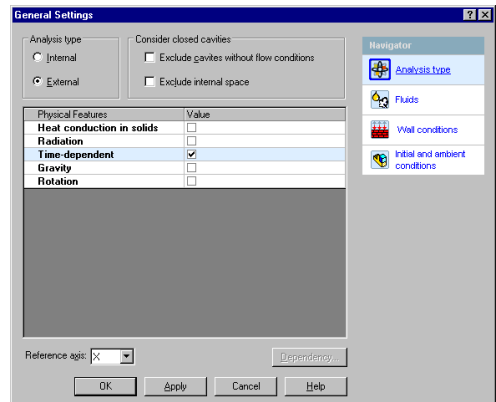 General Settings
Analysis type
Internal
External
Consider closed cavities
Exclude cavites without flow conditions
Exclude internal space
Physical Features Value
Heat conduction in solids
Radiation
Time-dependent
Gravity
Rotation
Reference axis: X
Dependency...
OK Apply Cancel Help
Navigator
Analysis type
Fluids
Wall conditions
Initial and ambient
conditions